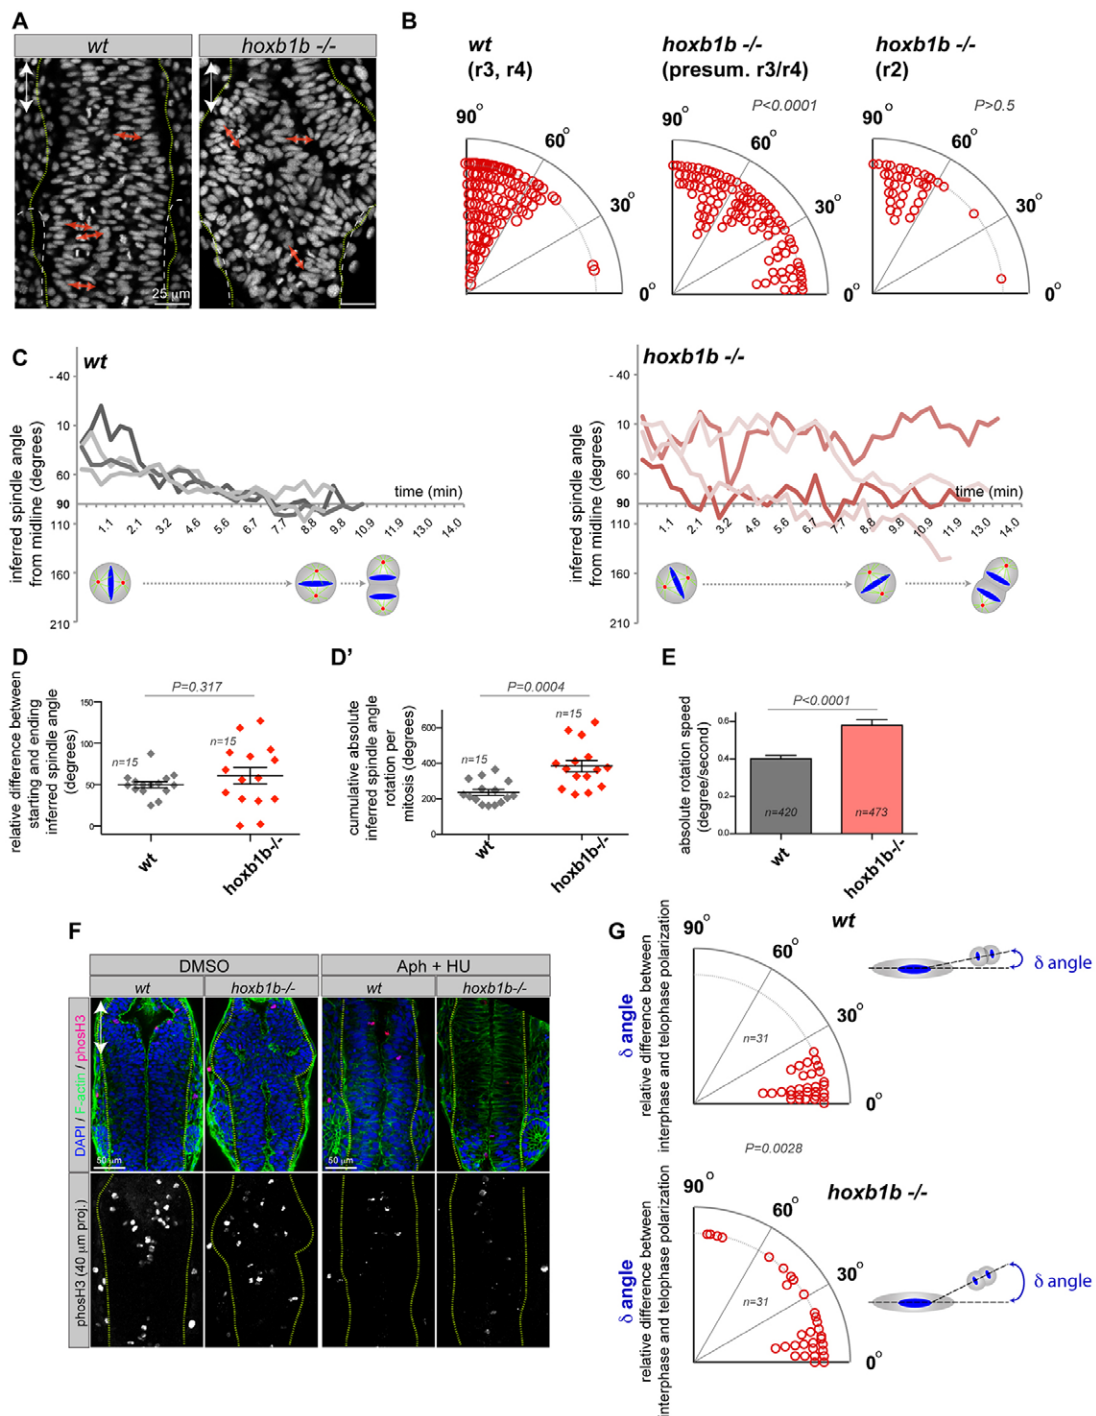 A
wt
hoxb1b -/-
25 μm
B
wt
(r3, r4)
hoxb1b -/-
(presum. r3/r4)
hoxb1b -/-
(r2)
P<0.0001
P>0.5
90°
60°
30°
0°
90°
60°
30°
0°
90°
60°
30°
0°
C
wt
inferred spindle angle
from midline (degrees)
- 40
10
60
90
110
160
210
time (min)
1.1
2.1
3.2
4.6
5.6
6.7
7.7
8.8
9.8
10.9
11.9
13.0
14.0
hoxb1b -/-
inferred spindle angle
from midline (degrees)
- 40
10
60
90
110
160
210
time (min)
1.1
2.1
3.2
4.6
5.6
6.7
7.7
8.8
9.8
10.9
11.9
13.0
14.0
D
relative difference between
starting and ending
inferred spindle angle
(degrees)
150
100
50
0
P=0.317
n=15
n=15
wt
hoxb1b-/-
D'
cumulative absolute
inferred spindle angle
rotation per
mitosis (degrees)
600
400
200
0
P=0.0004
n=15
n=15
wt
hoxb1b-/-
E
absolute rotation speed
(degrees/second)
0.6
0.4
0.2
0.0
P<0.0001
n=420
n=473
wt
hoxb1b-/-
F
DMSO
Aph + HU
wt
hoxb1b-/-
wt
hoxb1b-/-
DAPI / F-actin / phosH3
50 μm
50 μm
phosH3 (40 μm proj.)
G
wt
δ angle
relative difference between
interphase and telophase polarization
90°
60°
30°
0°
n=31
δ angle
P=0.0028
hoxb1b -/-
δ angle
relative difference between
interphase and telophase polarization
90°
60°
30°
0°
n=31
δ angle